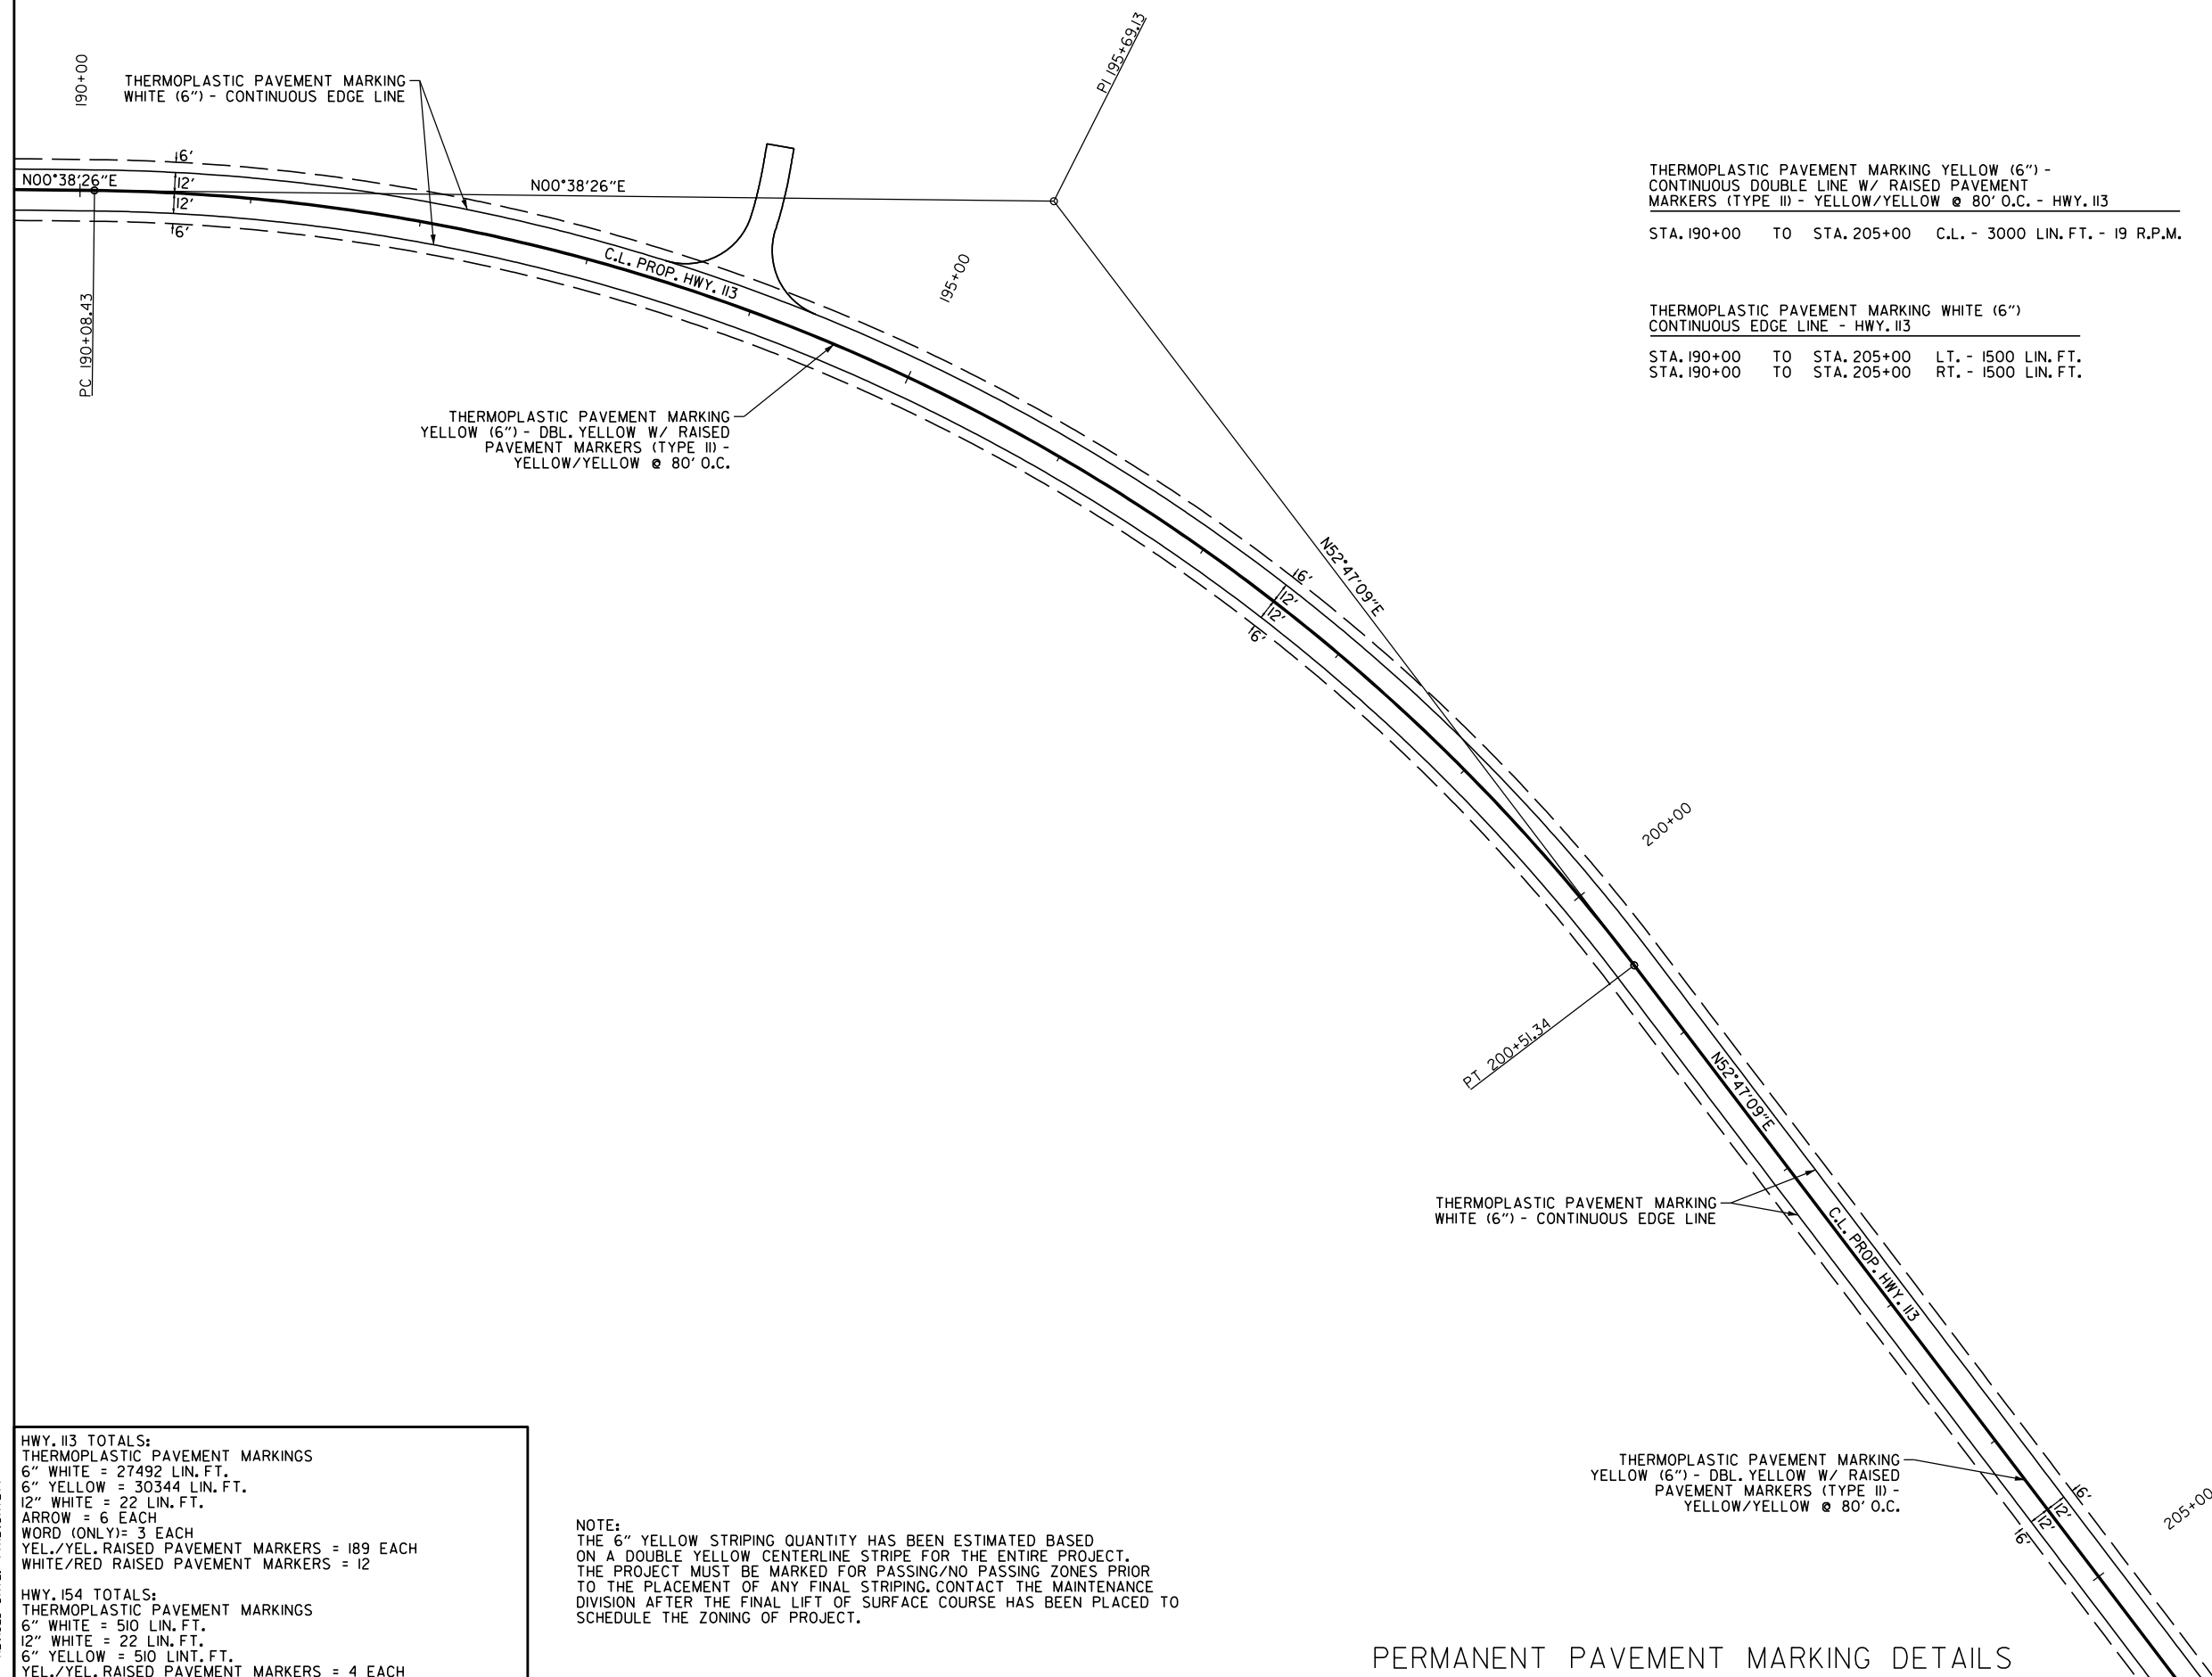 190+00
THERMOPLASTIC PAVEMENT MARKING
WHITE (6") - CONTINUOUS EDGE LINE
PI 195+69.13
16'
12'
12'
16'
N00°38'26"E
N00°38'26"E
PC 190+08.43
C.L. PROP. HWY. 113
195+00
THERMOPLASTIC PAVEMENT MARKING
YELLOW (6") - DBL. YELLOW W/ RAISED
PAVEMENT MARKERS (TYPE II) -
YELLOW/YELLOW @ 80' O.C.
THERMOPLASTIC PAVEMENT MARKING YELLOW (6") -
CONTINUOUS DOUBLE LINE W/ RAISED PAVEMENT
MARKERS (TYPE II) - YELLOW/YELLOW @ 80' O.C. - HWY. 113
STA. 190+00 TO STA. 205+00 C.L. - 3000 LIN. FT. - 19 R.P.M.
THERMOPLASTIC PAVEMENT MARKING WHITE (6")
CONTINUOUS EDGE LINE - HWY. 113
STA. 190+00 TO STA. 205+00 LT. - 1500 LIN. FT.
STA. 190+00 TO STA. 205+00 RT. - 1500 LIN. FT.
N52°47'09"E
16'
12'
12'
16'
200+00
PT 200+51.34
N52°47'09"E
THERMOPLASTIC PAVEMENT MARKING
WHITE (6") - CONTINUOUS EDGE LINE
C.L. PROP. HWY. 113
THERMOPLASTIC PAVEMENT MARKING
YELLOW (6") - DBL. YELLOW W/ RAISED
PAVEMENT MARKERS (TYPE II) -
YELLOW/YELLOW @ 80' O.C.
16'
12'
12'
16'
205+00
HWY. 113 TOTALS:
THERMOPLASTIC PAVEMENT MARKINGS
6" WHITE = 27492 LIN. FT.
6" YELLOW = 30344 LIN. FT.
12" WHITE = 22 LIN. FT.
ARROW = 6 EACH
WORD (ONLY)= 3 EACH
YEL./YEL. RAISED PAVEMENT MARKERS = 189 EACH
WHITE/RED RAISED PAVEMENT MARKERS = 12
HWY. 154 TOTALS:
THERMOPLASTIC PAVEMENT MARKINGS
6" WHITE = 510 LIN. FT.
12" WHITE = 22 LIN. FT.
6" YELLOW = 510 LINT. FT.
YEL./YEL. RAISED PAVEMENT MARKERS = 4 EACH
NOTE:
THE 6" YELLOW STRIPING QUANTITY HAS BEEN ESTIMATED BASED
ON A DOUBLE YELLOW CENTERLINE STRIPE FOR THE ENTIRE PROJECT.
THE PROJECT MUST BE MARKED FOR PASSING/NO PASSING ZONES PRIOR
TO THE PLACEMENT OF ANY FINAL STRIPING. CONTACT THE MAINTENANCE
DIVISION AFTER THE FINAL LIFT OF SURFACE COURSE HAS BEEN PLACED TO
SCHEDULE THE ZONING OF PROJECT.
PERMANENT PAVEMENT MARKING DETAILS